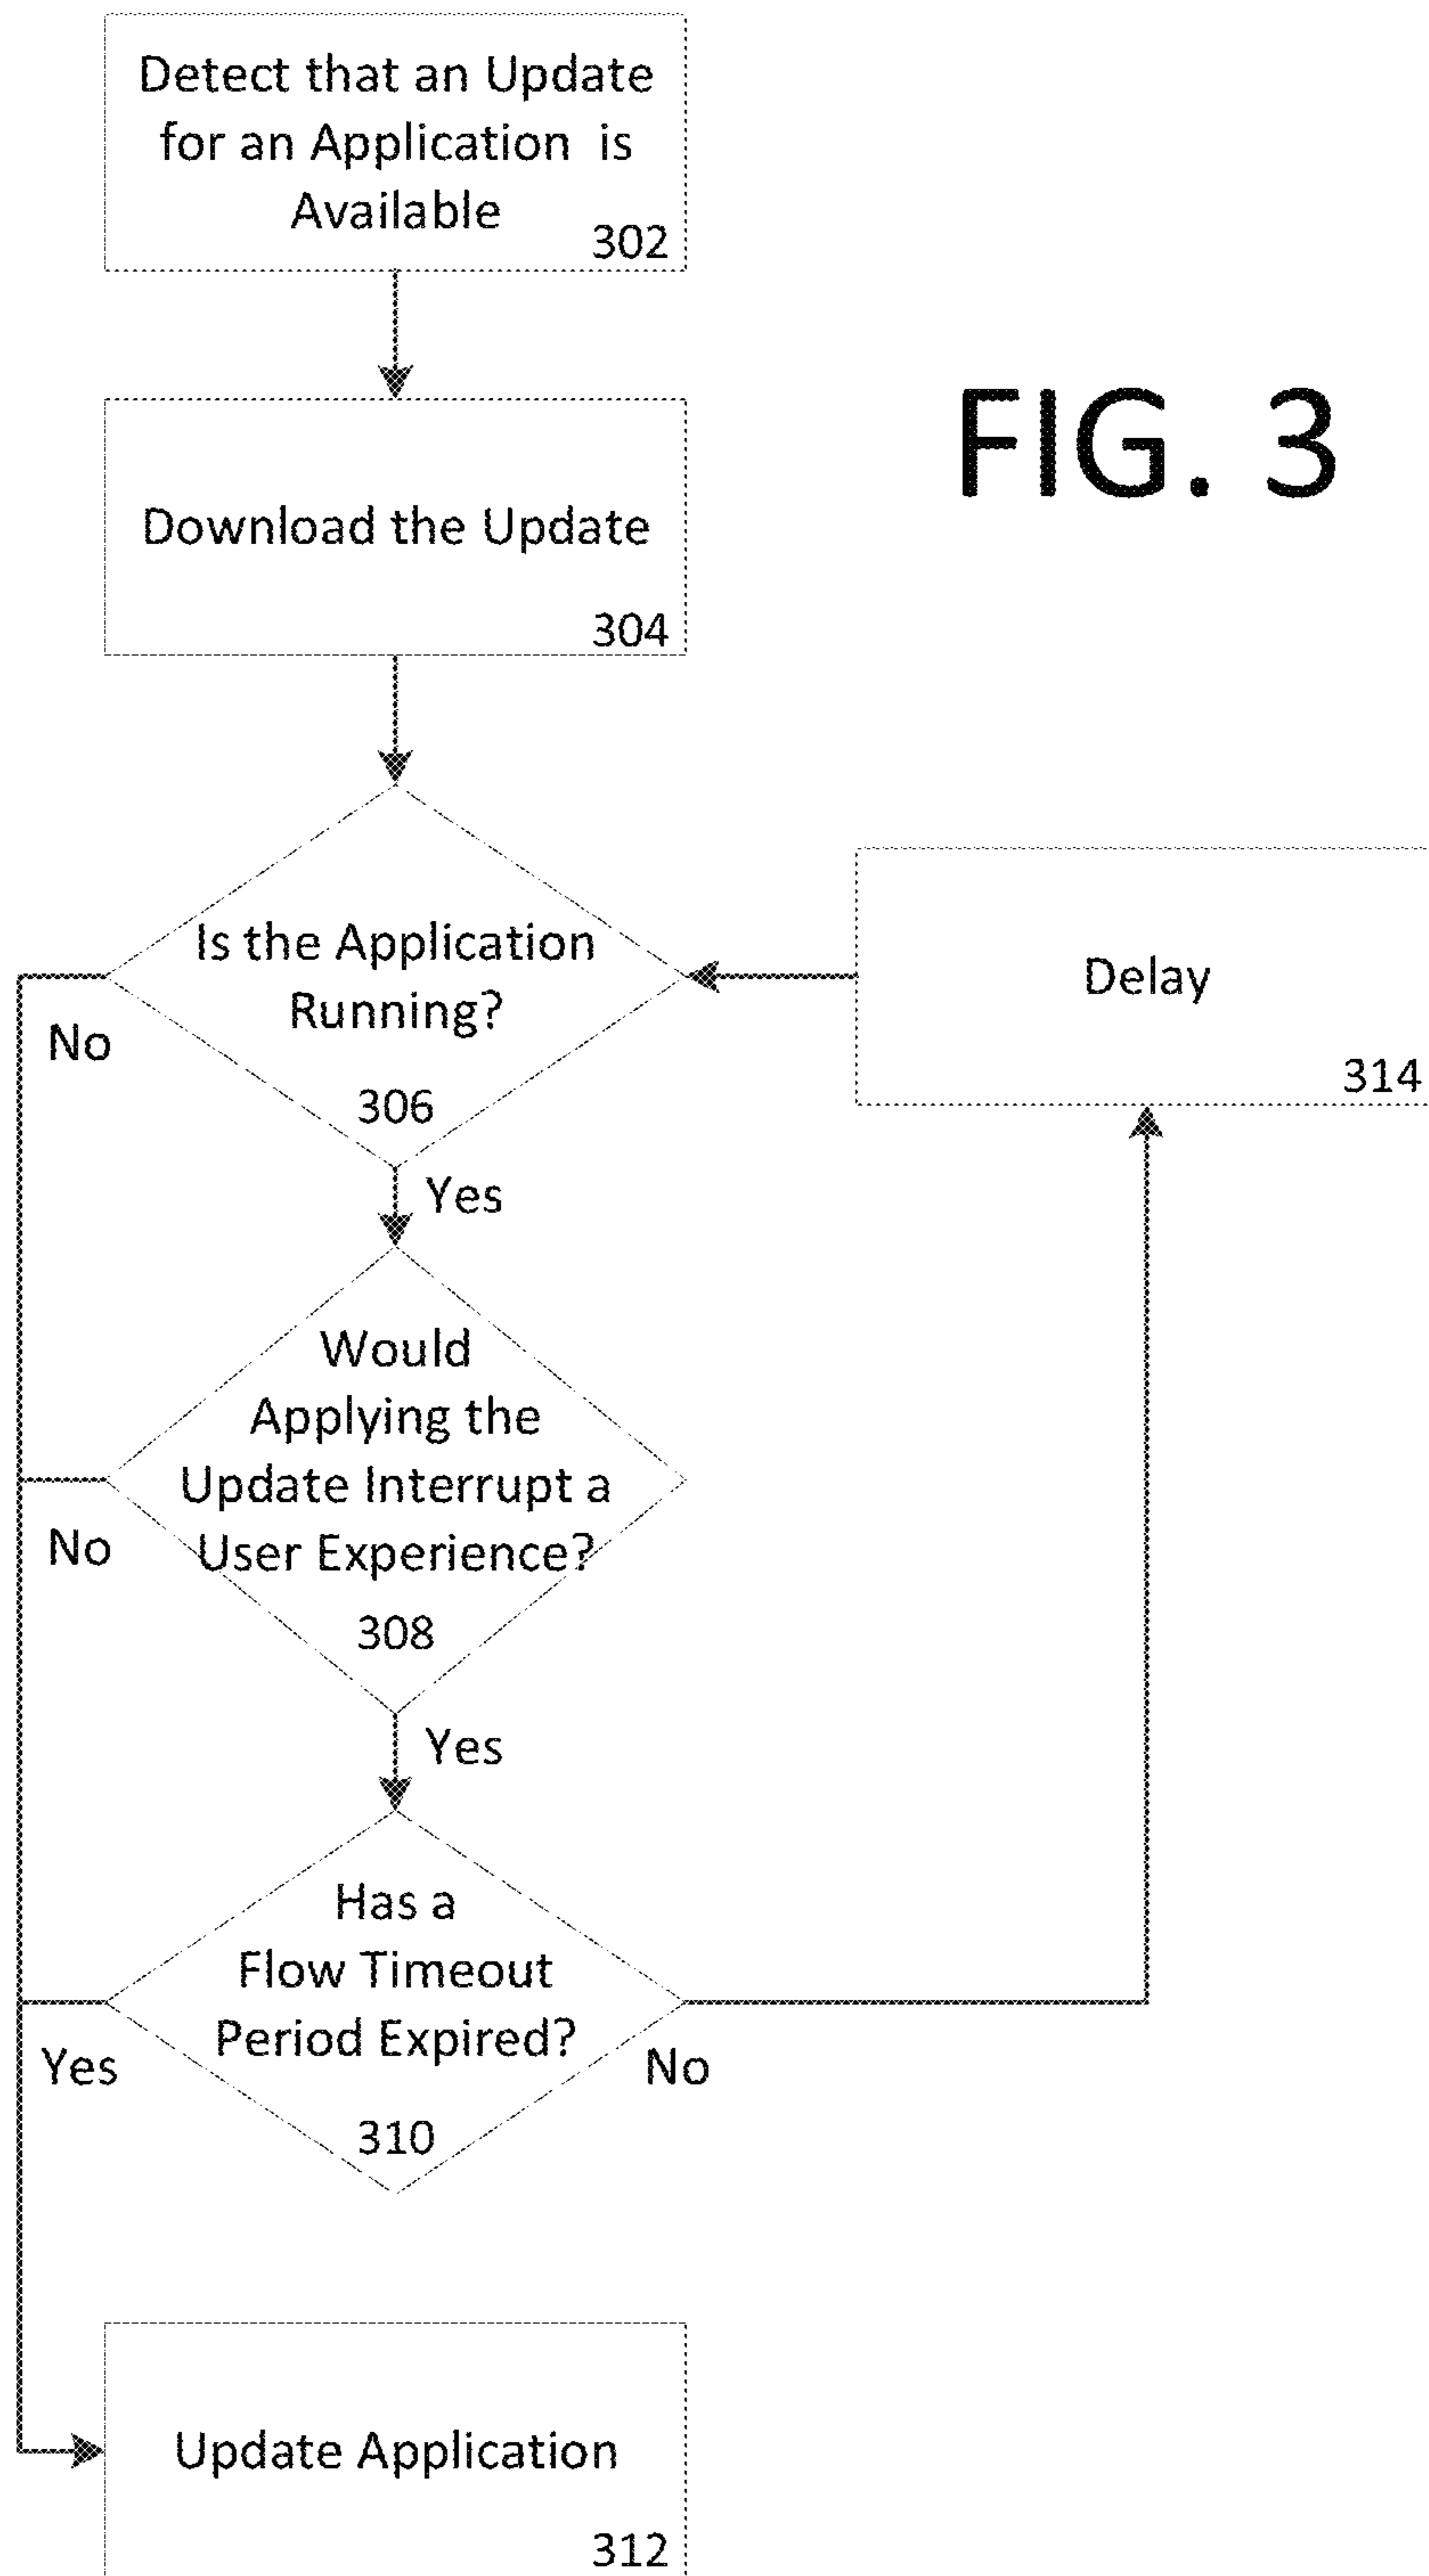 Detect that an Update
for an Application is
Available
302
FIG. 3
Download the Update
304
Is the Application
Running?
306
No
Yes
Delay
314
Would
Applying the
Update Interrupt a
User Experience?
308
No
Yes
Has a
Flow Timeout
Period Expired?
310
Yes
No
Update Application
312